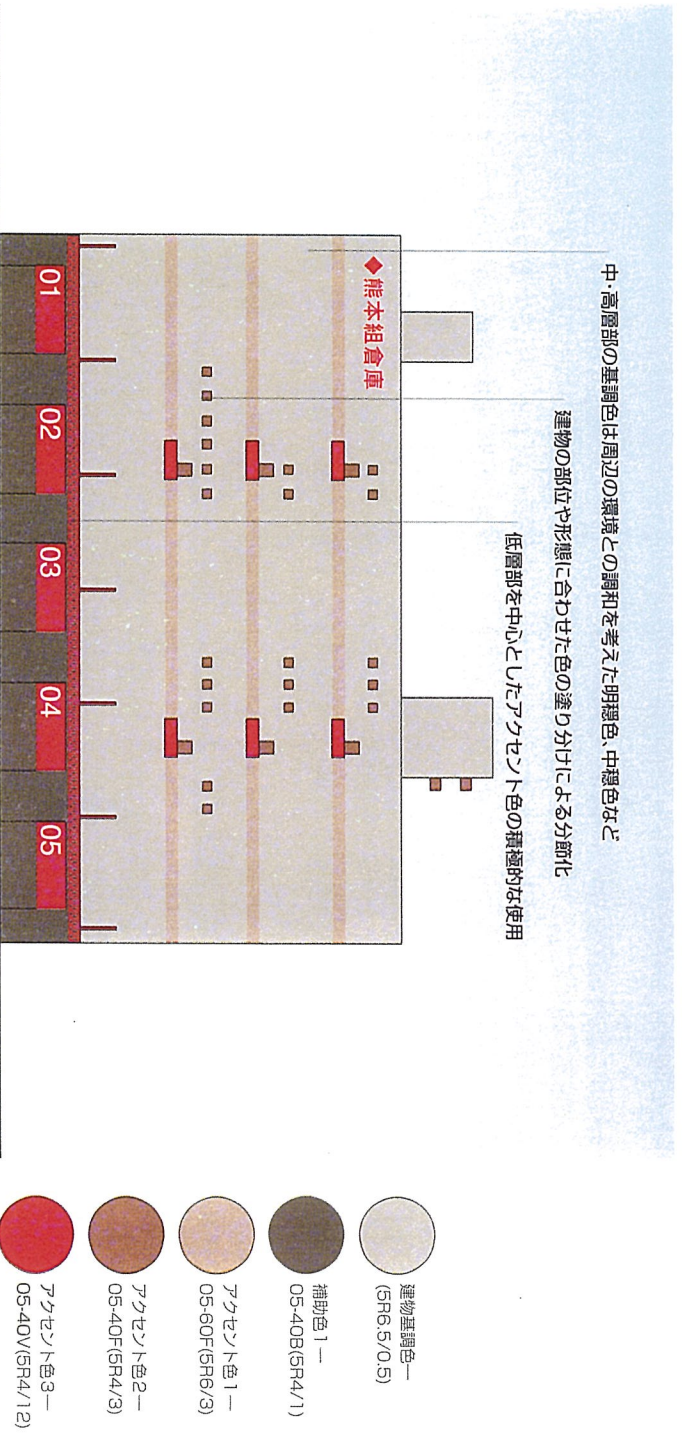 中・高層部の基調色は周辺の環境との調和を考えた明穏色、中穏色など
建物の部位や形態に合わせた色の塗り分けによる分節化
低層部を中心としたアクセント色の積極的な使用
◆熊本組倉庫
01
02
03
04
05
建物基調色―
(5R6.5/0.5)
補助色1―
05-40B(5R4/1)
アクセント色1―
05-60F(5R6/3)
アクセント色2―
05-40F(5R4/3)
アクセント色3―
05-40V(5R4/12)